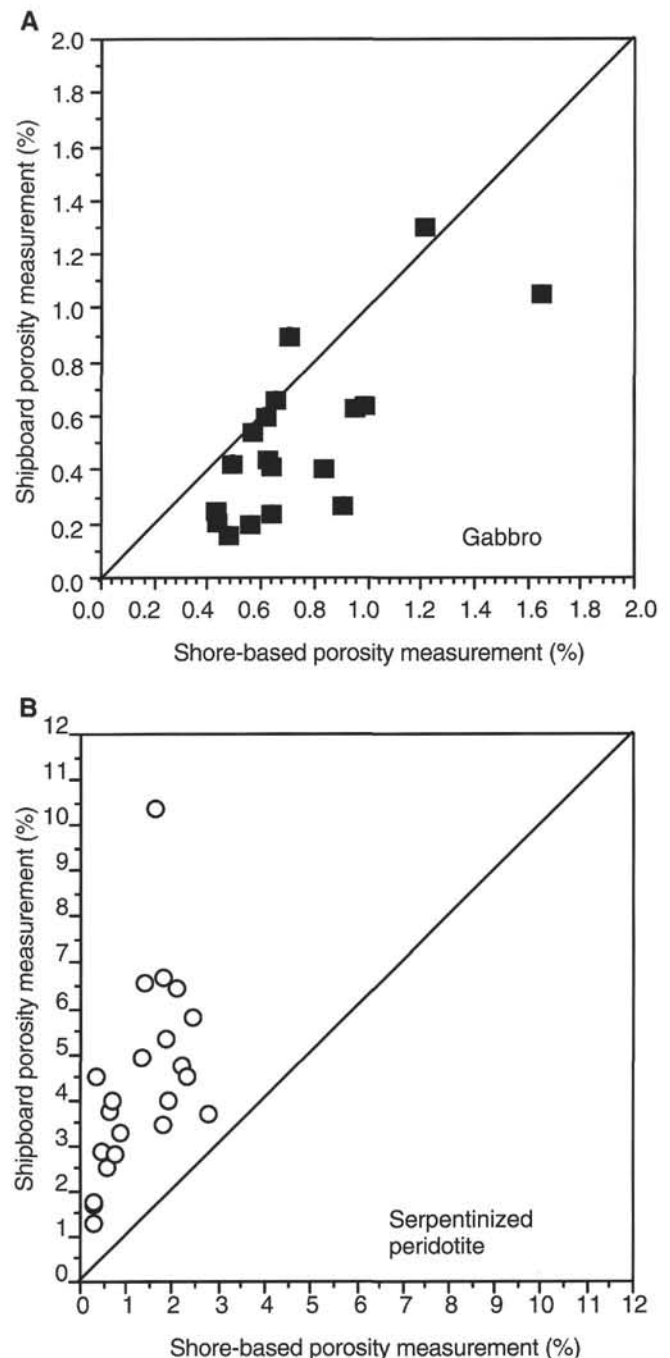 A
2.0
1.8
1.6
1.4
1.2
1.0
0.8
0.6
0.4
0.2
0.0
Shipboard porosity measurement (%)
Gabbro
0.0 0.2 0.4 0.6 0.8 1.0 1.2 1.4 1.6 1.8 2.0
Shore-based porosity measurement (%)
B
12
11
10
9
8
7
6
5
4
3
2
1
0
Shipboard porosity measurement (%)
Serpentinized
peridotite
0 1 2 3 4 5 6 7 8 9 10 11 12
Shore-based porosity measurement (%)